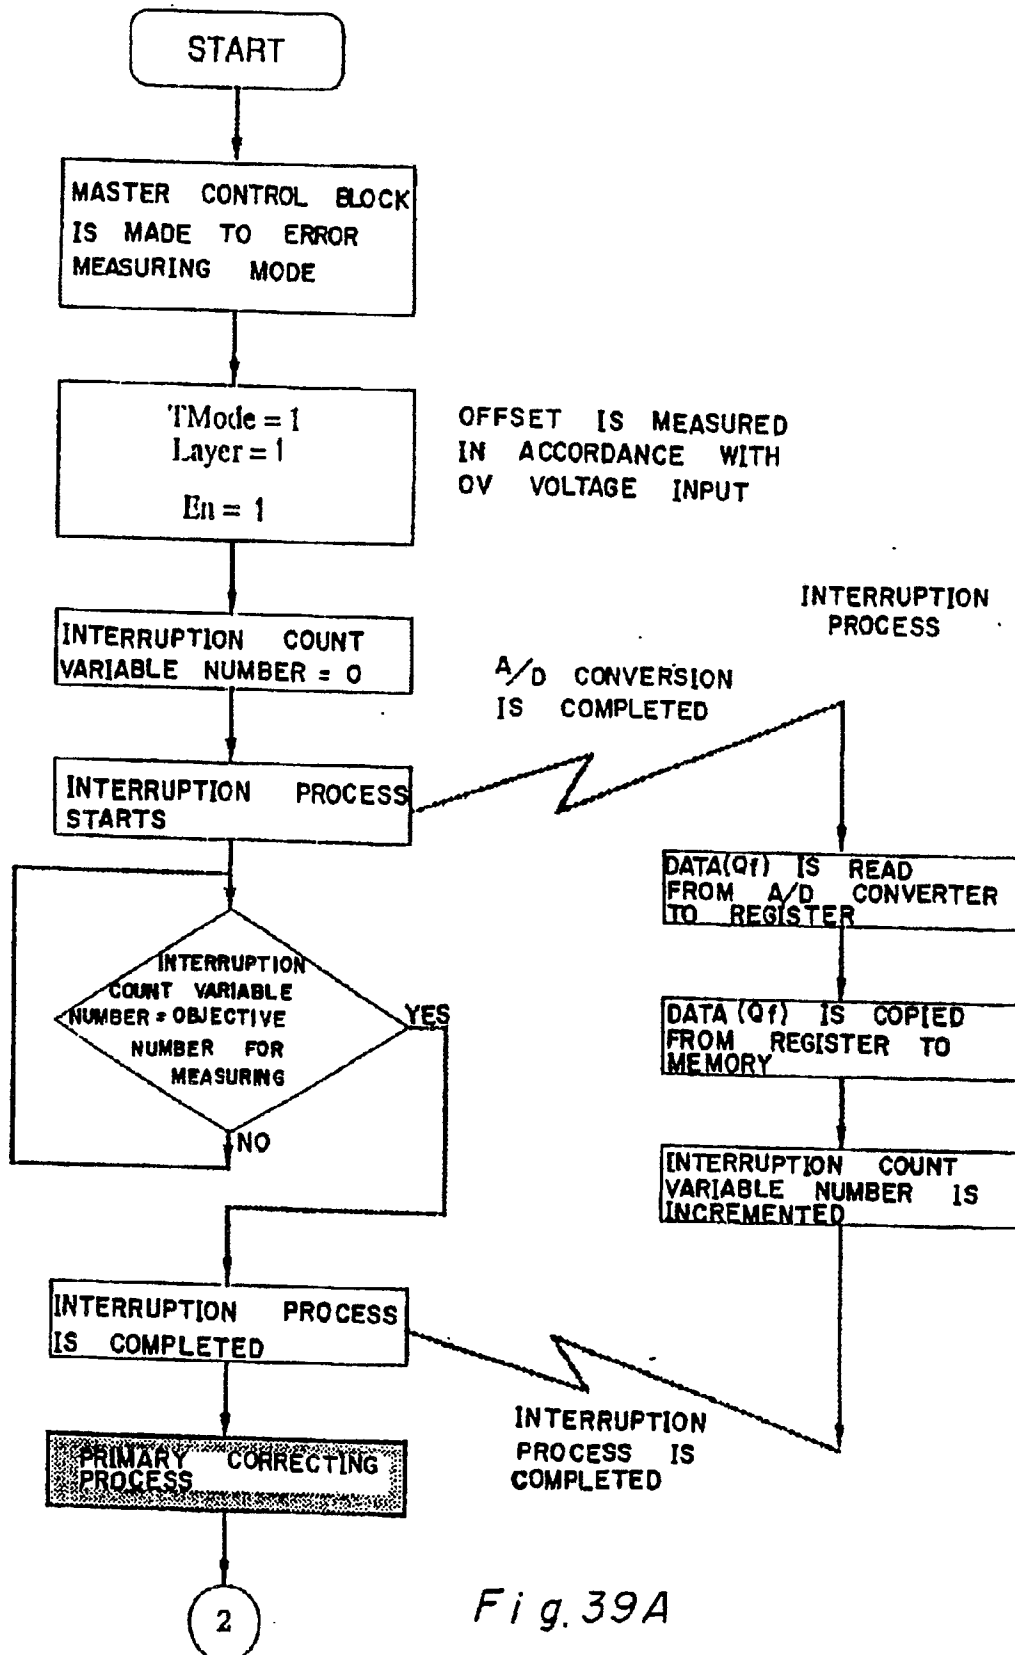 START
MASTER CONTROL BLOCK
IS MADE TO ERROR
MEASURING MODE
TMode = 1
Layer = 1
En = 1
OFFSET IS MEASURED
IN ACCORDANCE WITH
0V VOLTAGE INPUT
INTERRUPTION COUNT
VARIABLE NUMBER = 0
INTERRUPTION PROCESS
STARTS
A/D CONVERSION
IS COMPLETED
INTERRUPTION
PROCESS
DATA(Qf) IS READ
FROM A/D CONVERTER
TO REGISTER
DATA (Qf) IS COPIED
FROM REGISTER TO
MEMORY
INTERRUPTION COUNT
VARIABLE NUMBER IS
INCREMENTED
INTERRUPTION
COUNT VARIABLE
NUMBER = OBJECTIVE
NUMBER FOR
MEASURING
YES
NO
INTERRUPTION PROCESS
IS COMPLETED
INTERRUPTION
PROCESS IS
COMPLETED
PRIMARY CORRECTING
PROCESS
2
Fig. 39A